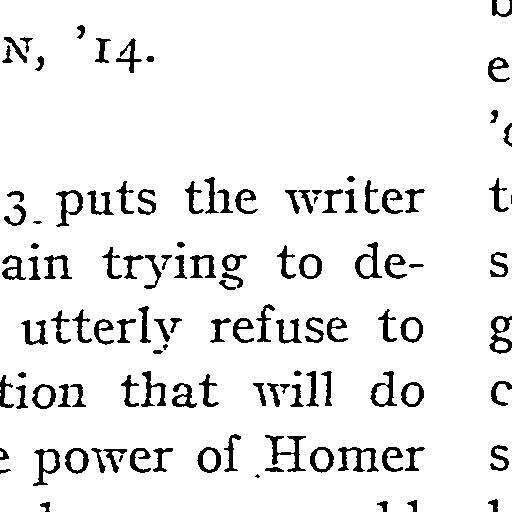 N, ’14.
3 puts the writer
ain trying to de-
utterly refuse to
tion that will do
e power of Homer
e
t
s
g
c
s